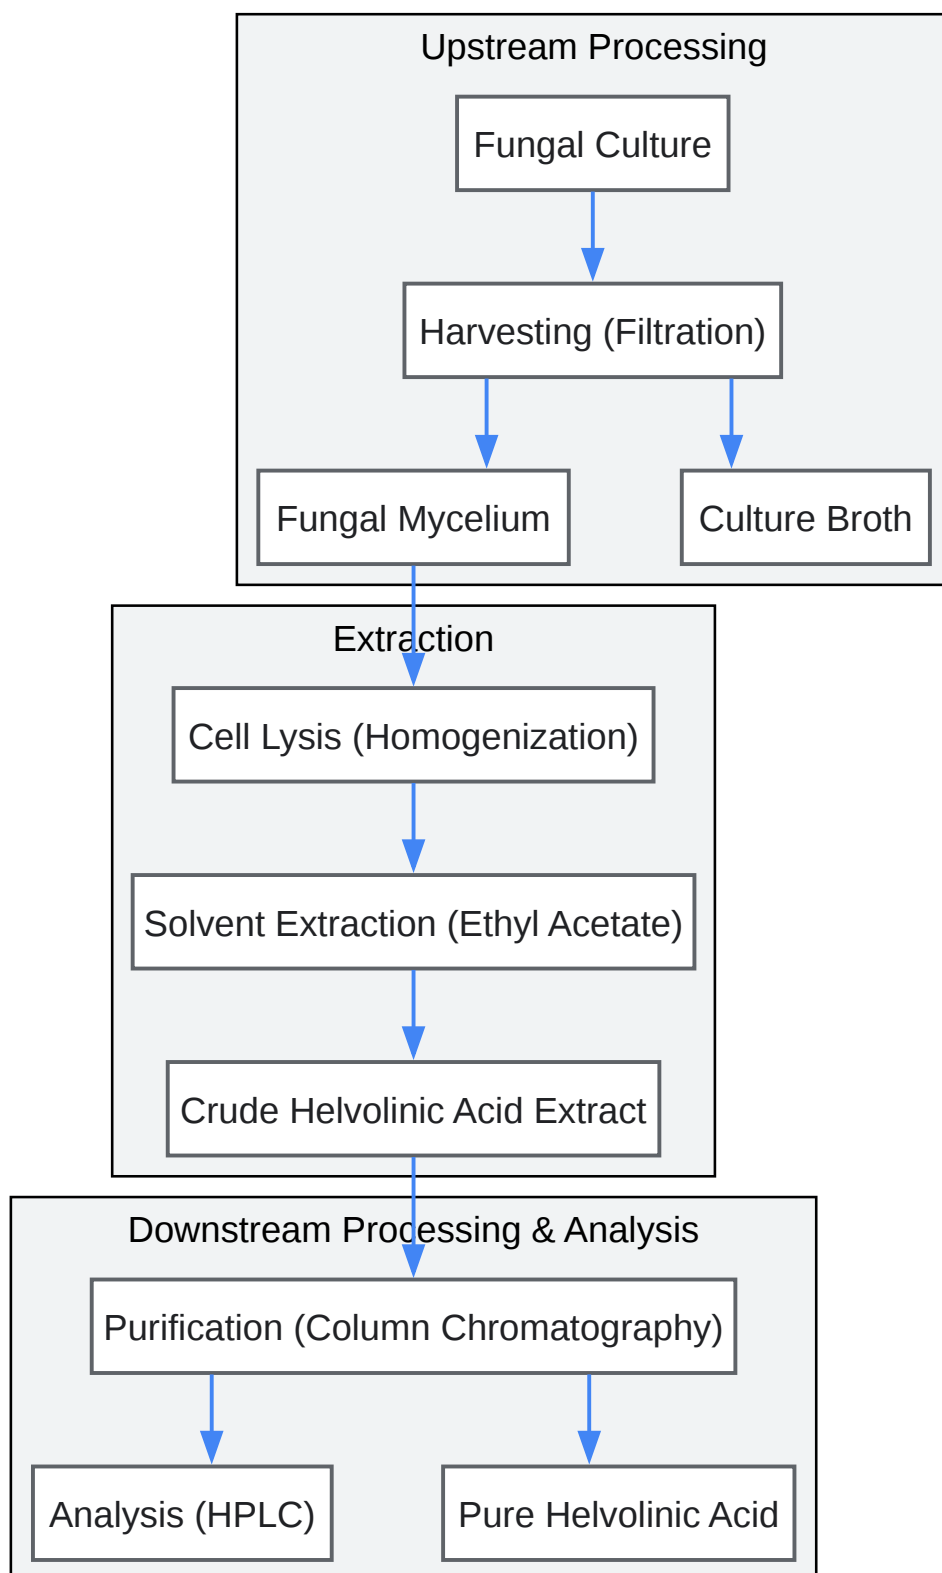 Upstream Processing
Fungal Culture
Harvesting (Filtration)
Fungal Mycelium
Culture Broth
Extraction
Cell Lysis (Homogenization)
Solvent Extraction (Ethyl Acetate)
Crude Helvolinic Acid Extract
Downstream Processing & Analysis
Purification (Column Chromatography)
Analysis (HPLC)
Pure Helvolinic Acid